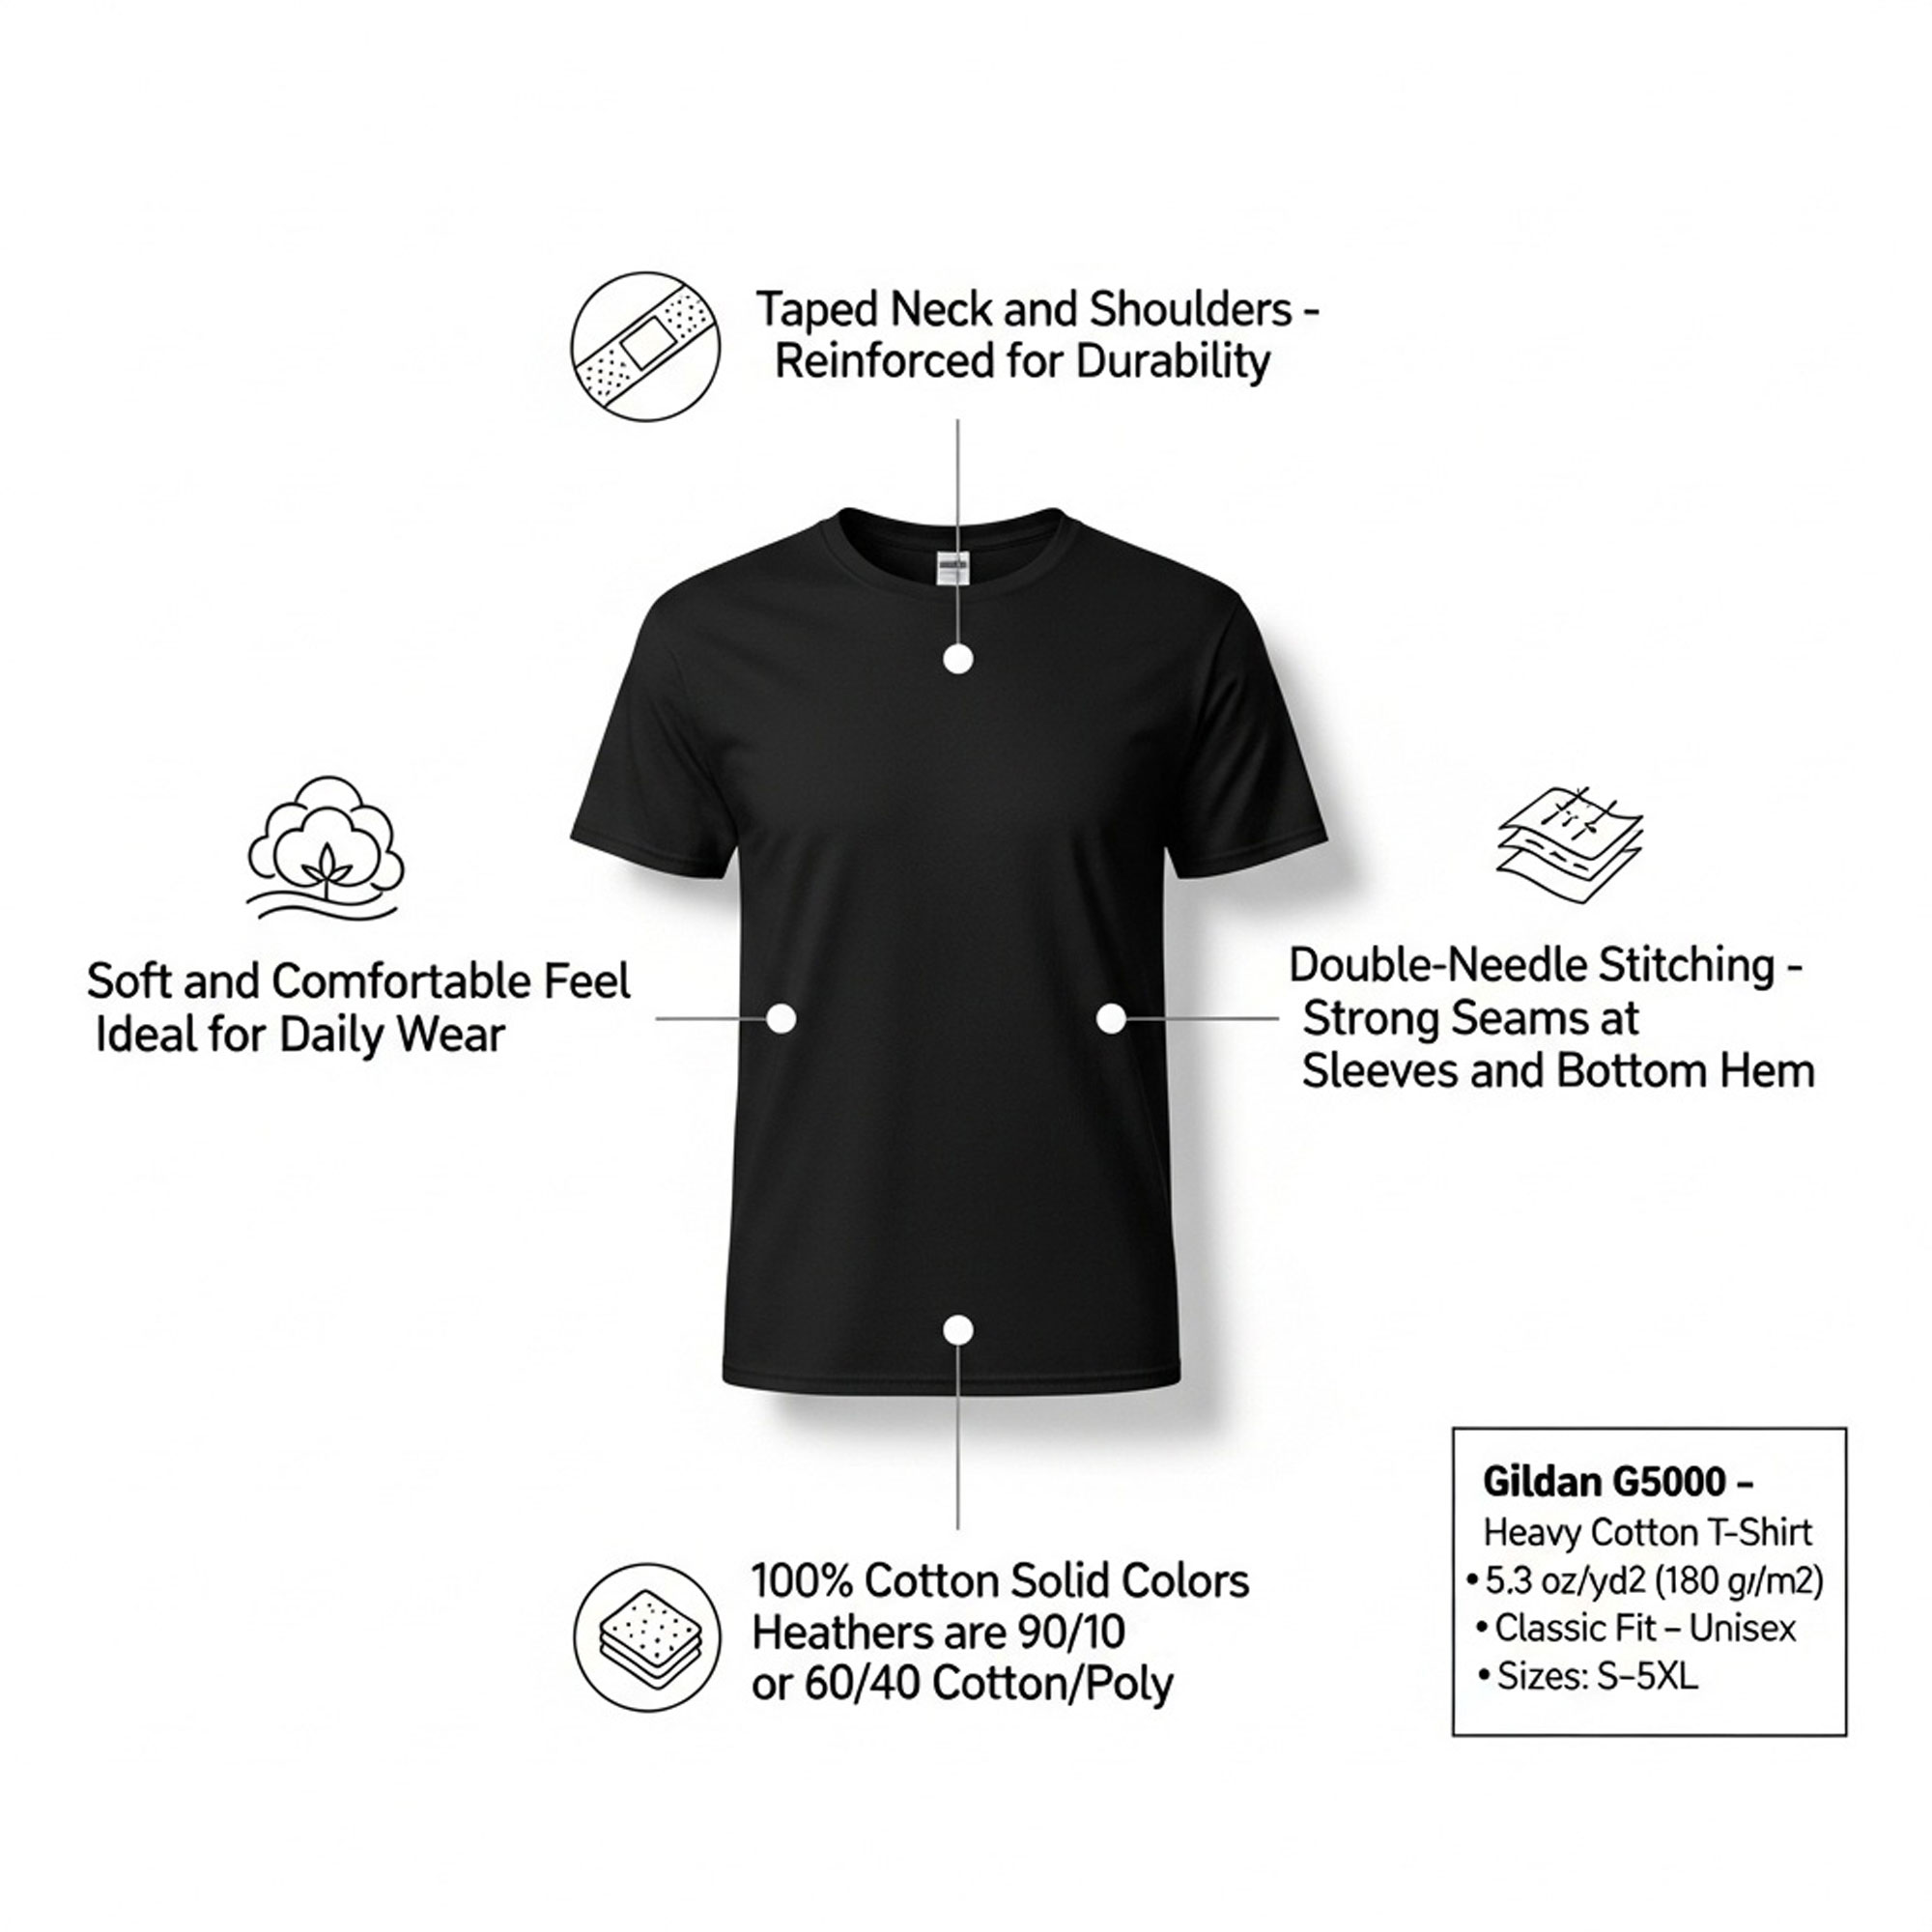 Taped Neck and Shoulders -
Reinforced for Durability
Soft and Comfortable Feel
Ideal for Daily Wear
Double-Needle Stitching -
Strong Seams at
Sleeves and Bottom Hem
100% Cotton Solid Colors
Heathers are 90/10
or 60/40 Cotton/Poly
Gildan G5000 -
Heavy Cotton T-Shirt
• 5.3 oz/yd2 (180 g/m2)
• Classic Fit - Unisex
• Sizes: S-5XL